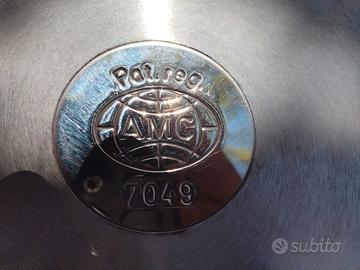 Pat.reg.
AMC
7049
subito